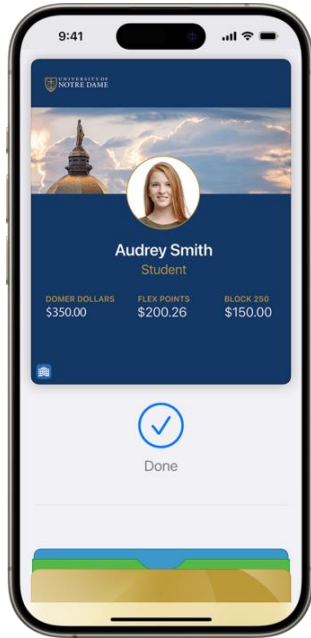 9:41
UNIVERSITY OF
NOTRE DAME
Audrey Smith
Student
DOMER DOLLARS FLEX POINTS BLOCK 250
$350.00 $200.26 $150.00
Done